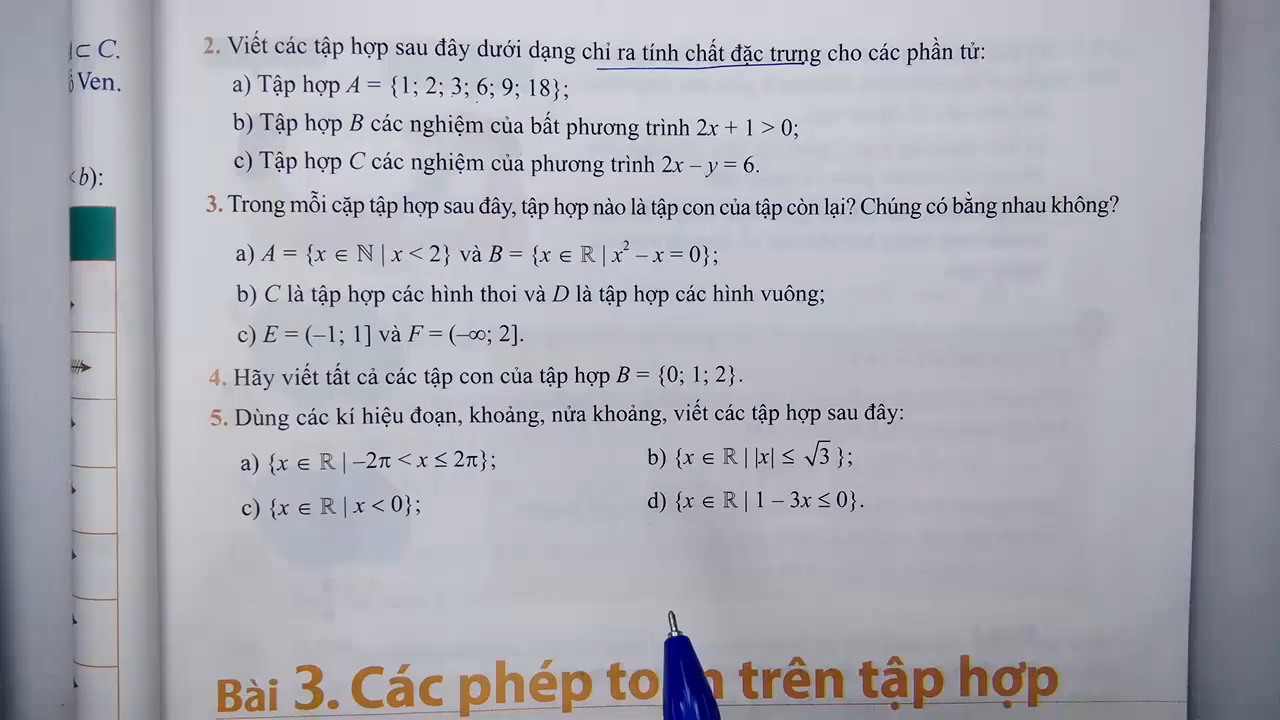 ⊂ C.
Ven.
<b):
2. Viết các tập hợp sau đây dưới dạng chỉ ra tính chất đặc trưng cho các phần tử:
a) Tập hợp A = {1; 2; 3; 6; 9; 18};
b) Tập hợp B các nghiệm của bất phương trình 2x + 1 > 0;
c) Tập hợp C các nghiệm của phương trình 2x – y = 6.
3. Trong mỗi cặp tập hợp sau đây, tập hợp nào là tập con của tập còn lại? Chúng có bằng nhau không?
a) A = {x ∈ ℕ | x < 2} và B = {x ∈ ℝ | x² – x = 0};
b) C là tập hợp các hình thoi và D là tập hợp các hình vuông;
c) E = (–1; 1] và F = (–∞; 2].
4. Hãy viết tất cả các tập con của tập hợp B = {0; 1; 2}.
5. Dùng các kí hiệu đoạn, khoảng, nửa khoảng, viết các tập hợp sau đây:
a) {x ∈ ℝ | –2π < x ≤ 2π};
b) {x ∈ ℝ | |x| ≤ √3};
c) {x ∈ ℝ | x < 0};
d) {x ∈ ℝ | 1 – 3x ≤ 0}.
Bài 3. Các phép trên tập hợp